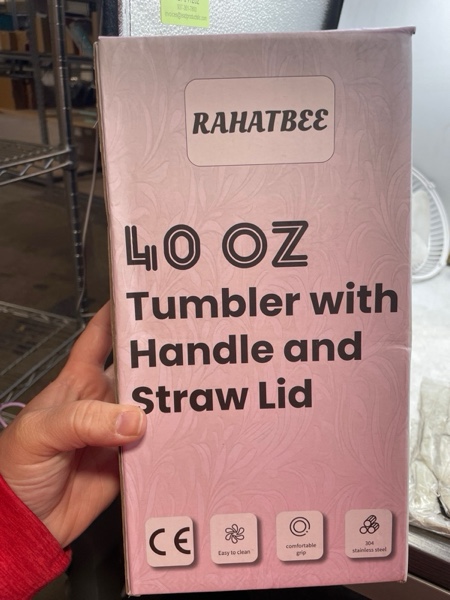 RAHATBEE
40 OZ
Tumbler with
Handle and
Straw Lid
CE
Easy to clean
comfortable
grip
304
stainless steel